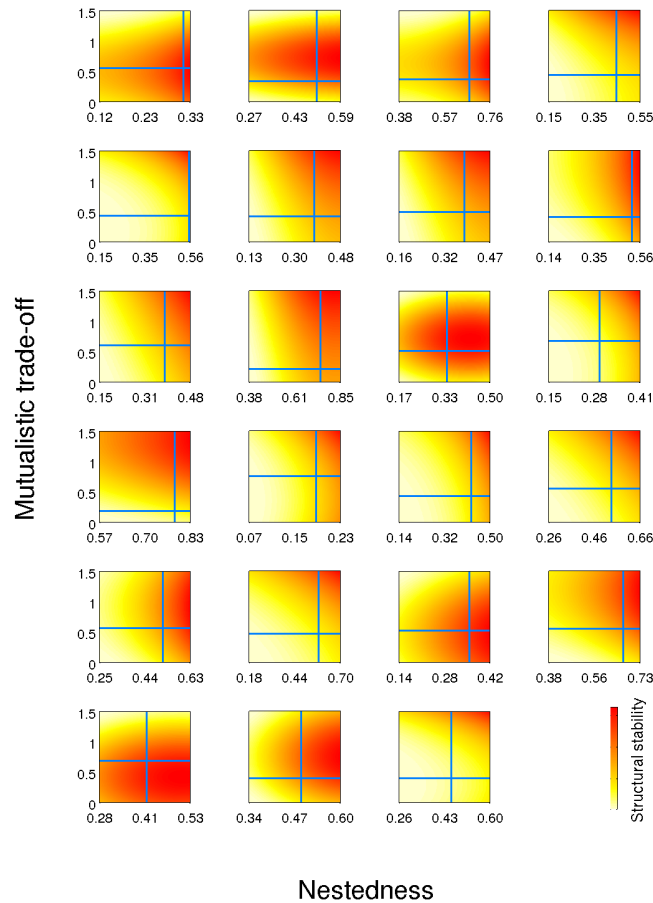 1.5
1
0.5
0
0.12 0.23 0.33 0.27 0.43 0.59 0.38 0.57 0.76 0.15 0.35 0.55
1.5
1
0.5
0
0.15 0.35 0.56 0.13 0.30 0.48 0.16 0.32 0.47 0.14 0.35 0.56
1.5
1
0.5
0
0.15 0.31 0.48 0.38 0.61 0.85 0.17 0.33 0.50 0.15 0.28 0.41
Mutualistic trade-off
1.5
1
0.5
0
0.57 0.70 0.83 0.07 0.15 0.23 0.14 0.32 0.50 0.26 0.46 0.66
1.5
1
0.5
0
0.25 0.44 0.63 0.18 0.44 0.70 0.14 0.28 0.42 0.38 0.56 0.73
1.5
1
0.5
0
0.28 0.41 0.53 0.34 0.47 0.60 0.26 0.43 0.60
Structural stability
Nestedness